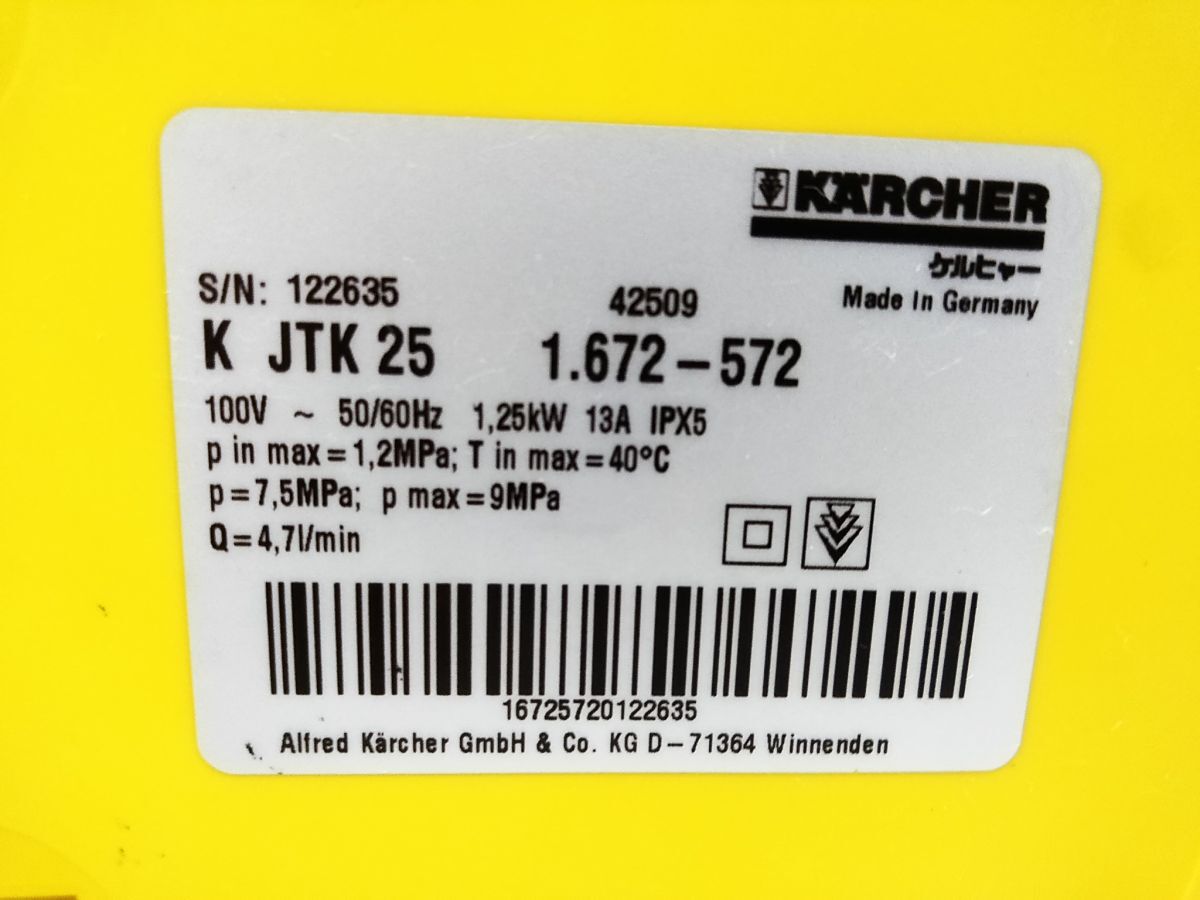 KÄRCHER
ケルヒャー
Made In Germany
S/N: 122635 42509
K JTK 25 1.672-572
100V ~ 50/60Hz 1,25kW 13A IPX5
p in max=1,2MPa; T in max=40°C
p=7,5MPa; p max=9MPa
Q=4,7l/min
16725720122635
Alfred Kärcher GmbH & Co. KG D-71364 Winnenden